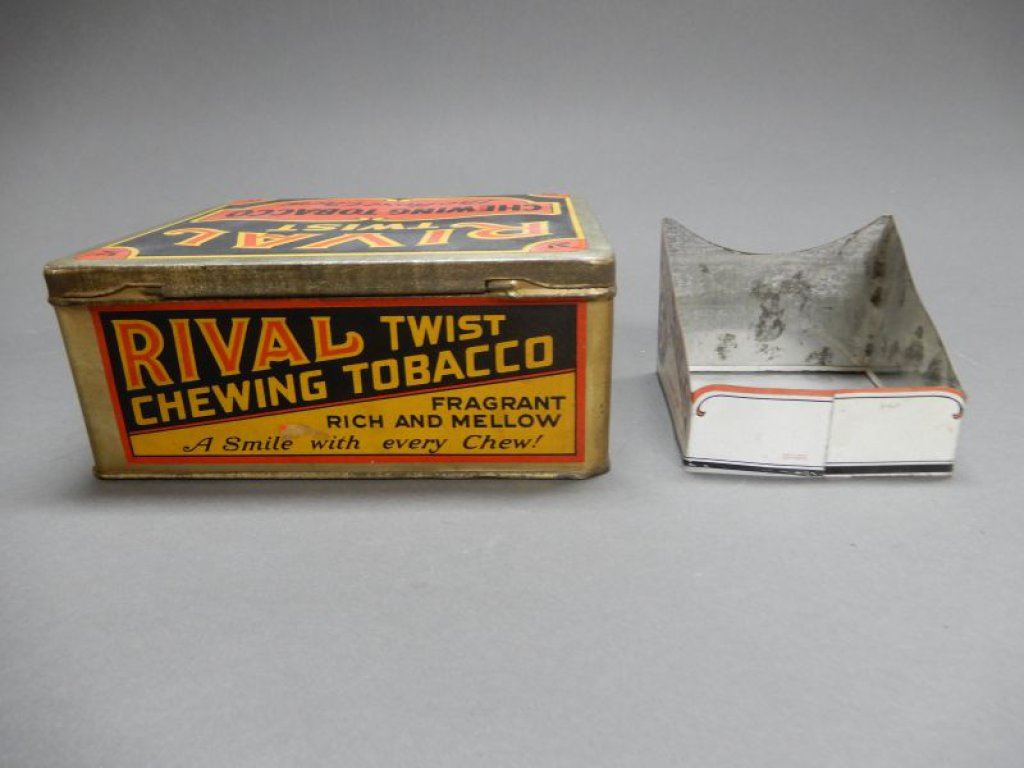 CHEWING TOBACCO
TWIST
RIVAL
RIVAL TWIST
CHEWING TOBACCO
FRAGRANT
RICH AND MELLOW
A Smile with every Chew!